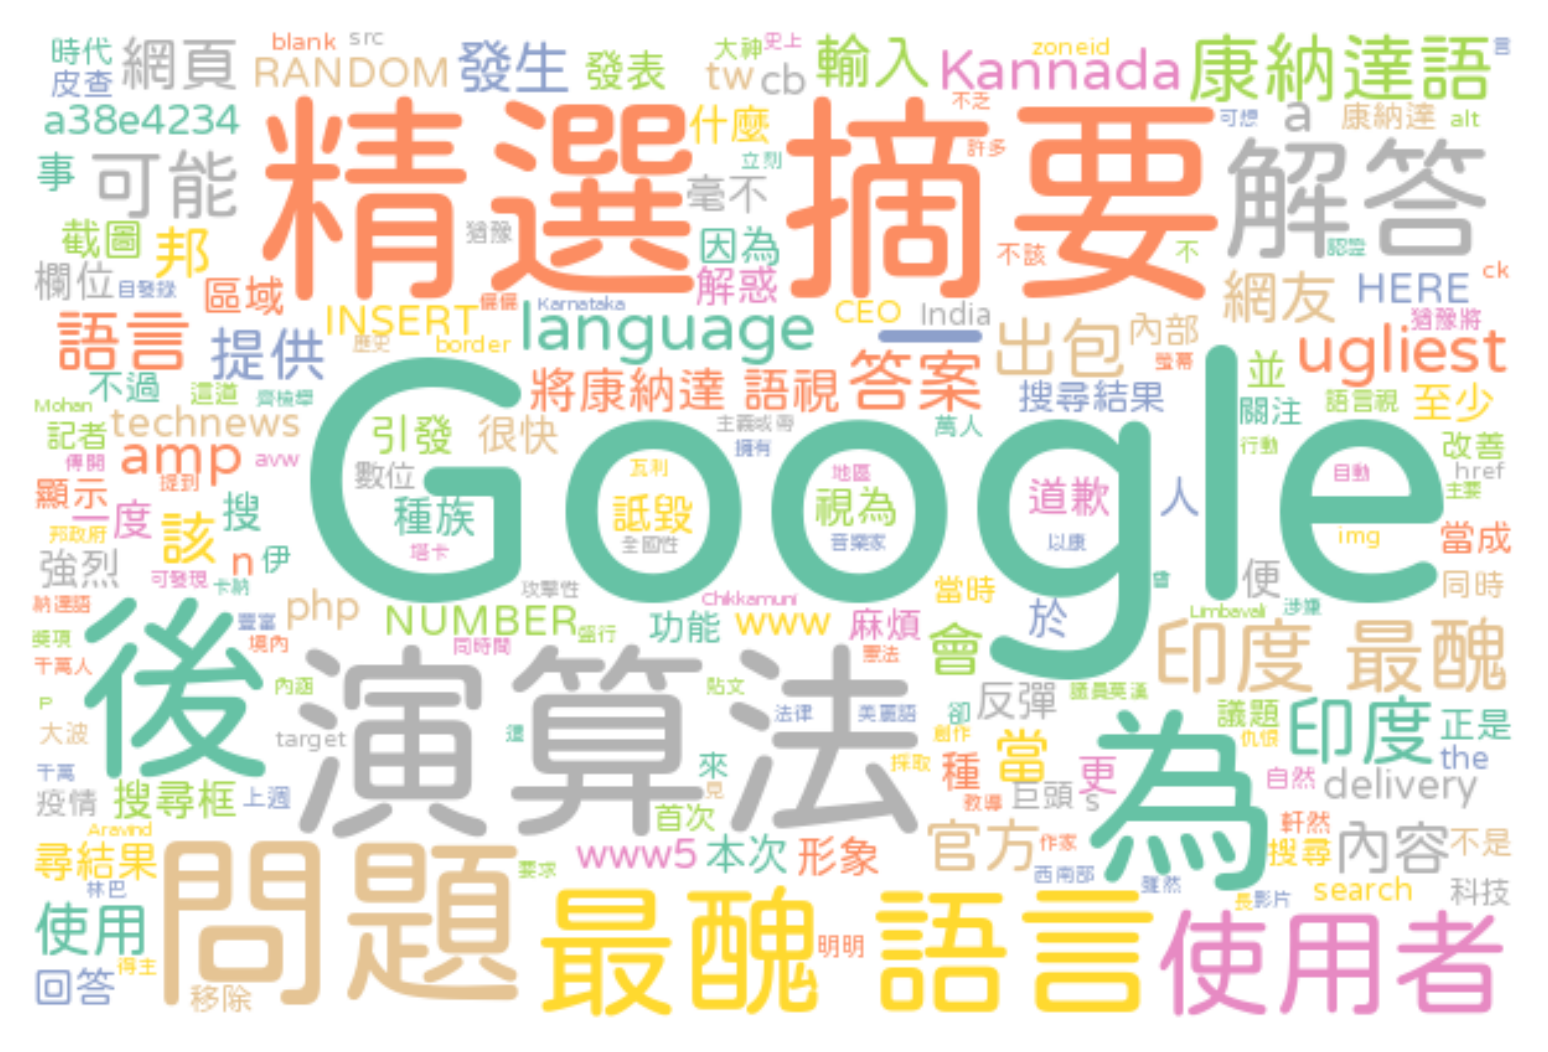 時代 網頁 blank src 發生 發表 大神 史上 輸入 zoneid 康納達語 言
皮查 RANDOM tw cb Kannada
a38e4234 精選 摘要 什麼 不乏 可想 a 康納達 alt
事 可能 立刻 許多 解答
毫不
截圖 邦 猶豫 因為 不該 不 認證
欄位 目發錄 區域 解惑 網友 HERE ck
儷儷 Karnataka
語言 提供 INSERT language CEO India 一 出包 內部 猶豫將
歷史 border 螢幕 ugliest
不過 這道 齊檢舉 將康納達 語視 答案 搜尋結果 並 語言視 至少
Mohan technews Google 關注
記者 引發 很快 主義或帶 萬人 改善
傳開 amp avw 擁有 行動
顯示 提到 數位 瓦利 地區 自動 href
一度 搜 種族 詆毀 視為 道歉 人 主要
邦政府 該 塔卡 全國性 音樂家 以康 img 當成
強烈 可發現 n 伊 卡納 攻擊性 當時 曾 便 同時
納達語 後 豐富 php NUMBER Chikkamuni www 麻煩 於 Limbavali 涉嫌
獎項 境內 盛行 功能 會 印度 最醜
千萬人 同時間 憲法
P 內涵 演算法 貼文 反彈 議員莫漢 議題 印度 正是
大波 target 還 法律 美麗語 卻 創作 為 仇恨 the
千萬 來 採取 種 當 更 自然 delivery
疫情 搜尋框 上週 見 教導 巨頭 s
Aravind 首次 軒然
尋結果 問題 www5 本次 形象 官方 作家 搜尋 內容 不是
林巴 要求 西南部 雖然 search 科技
使用 最醜 語言 長 影片 使用者
明明
回答 得主
移除